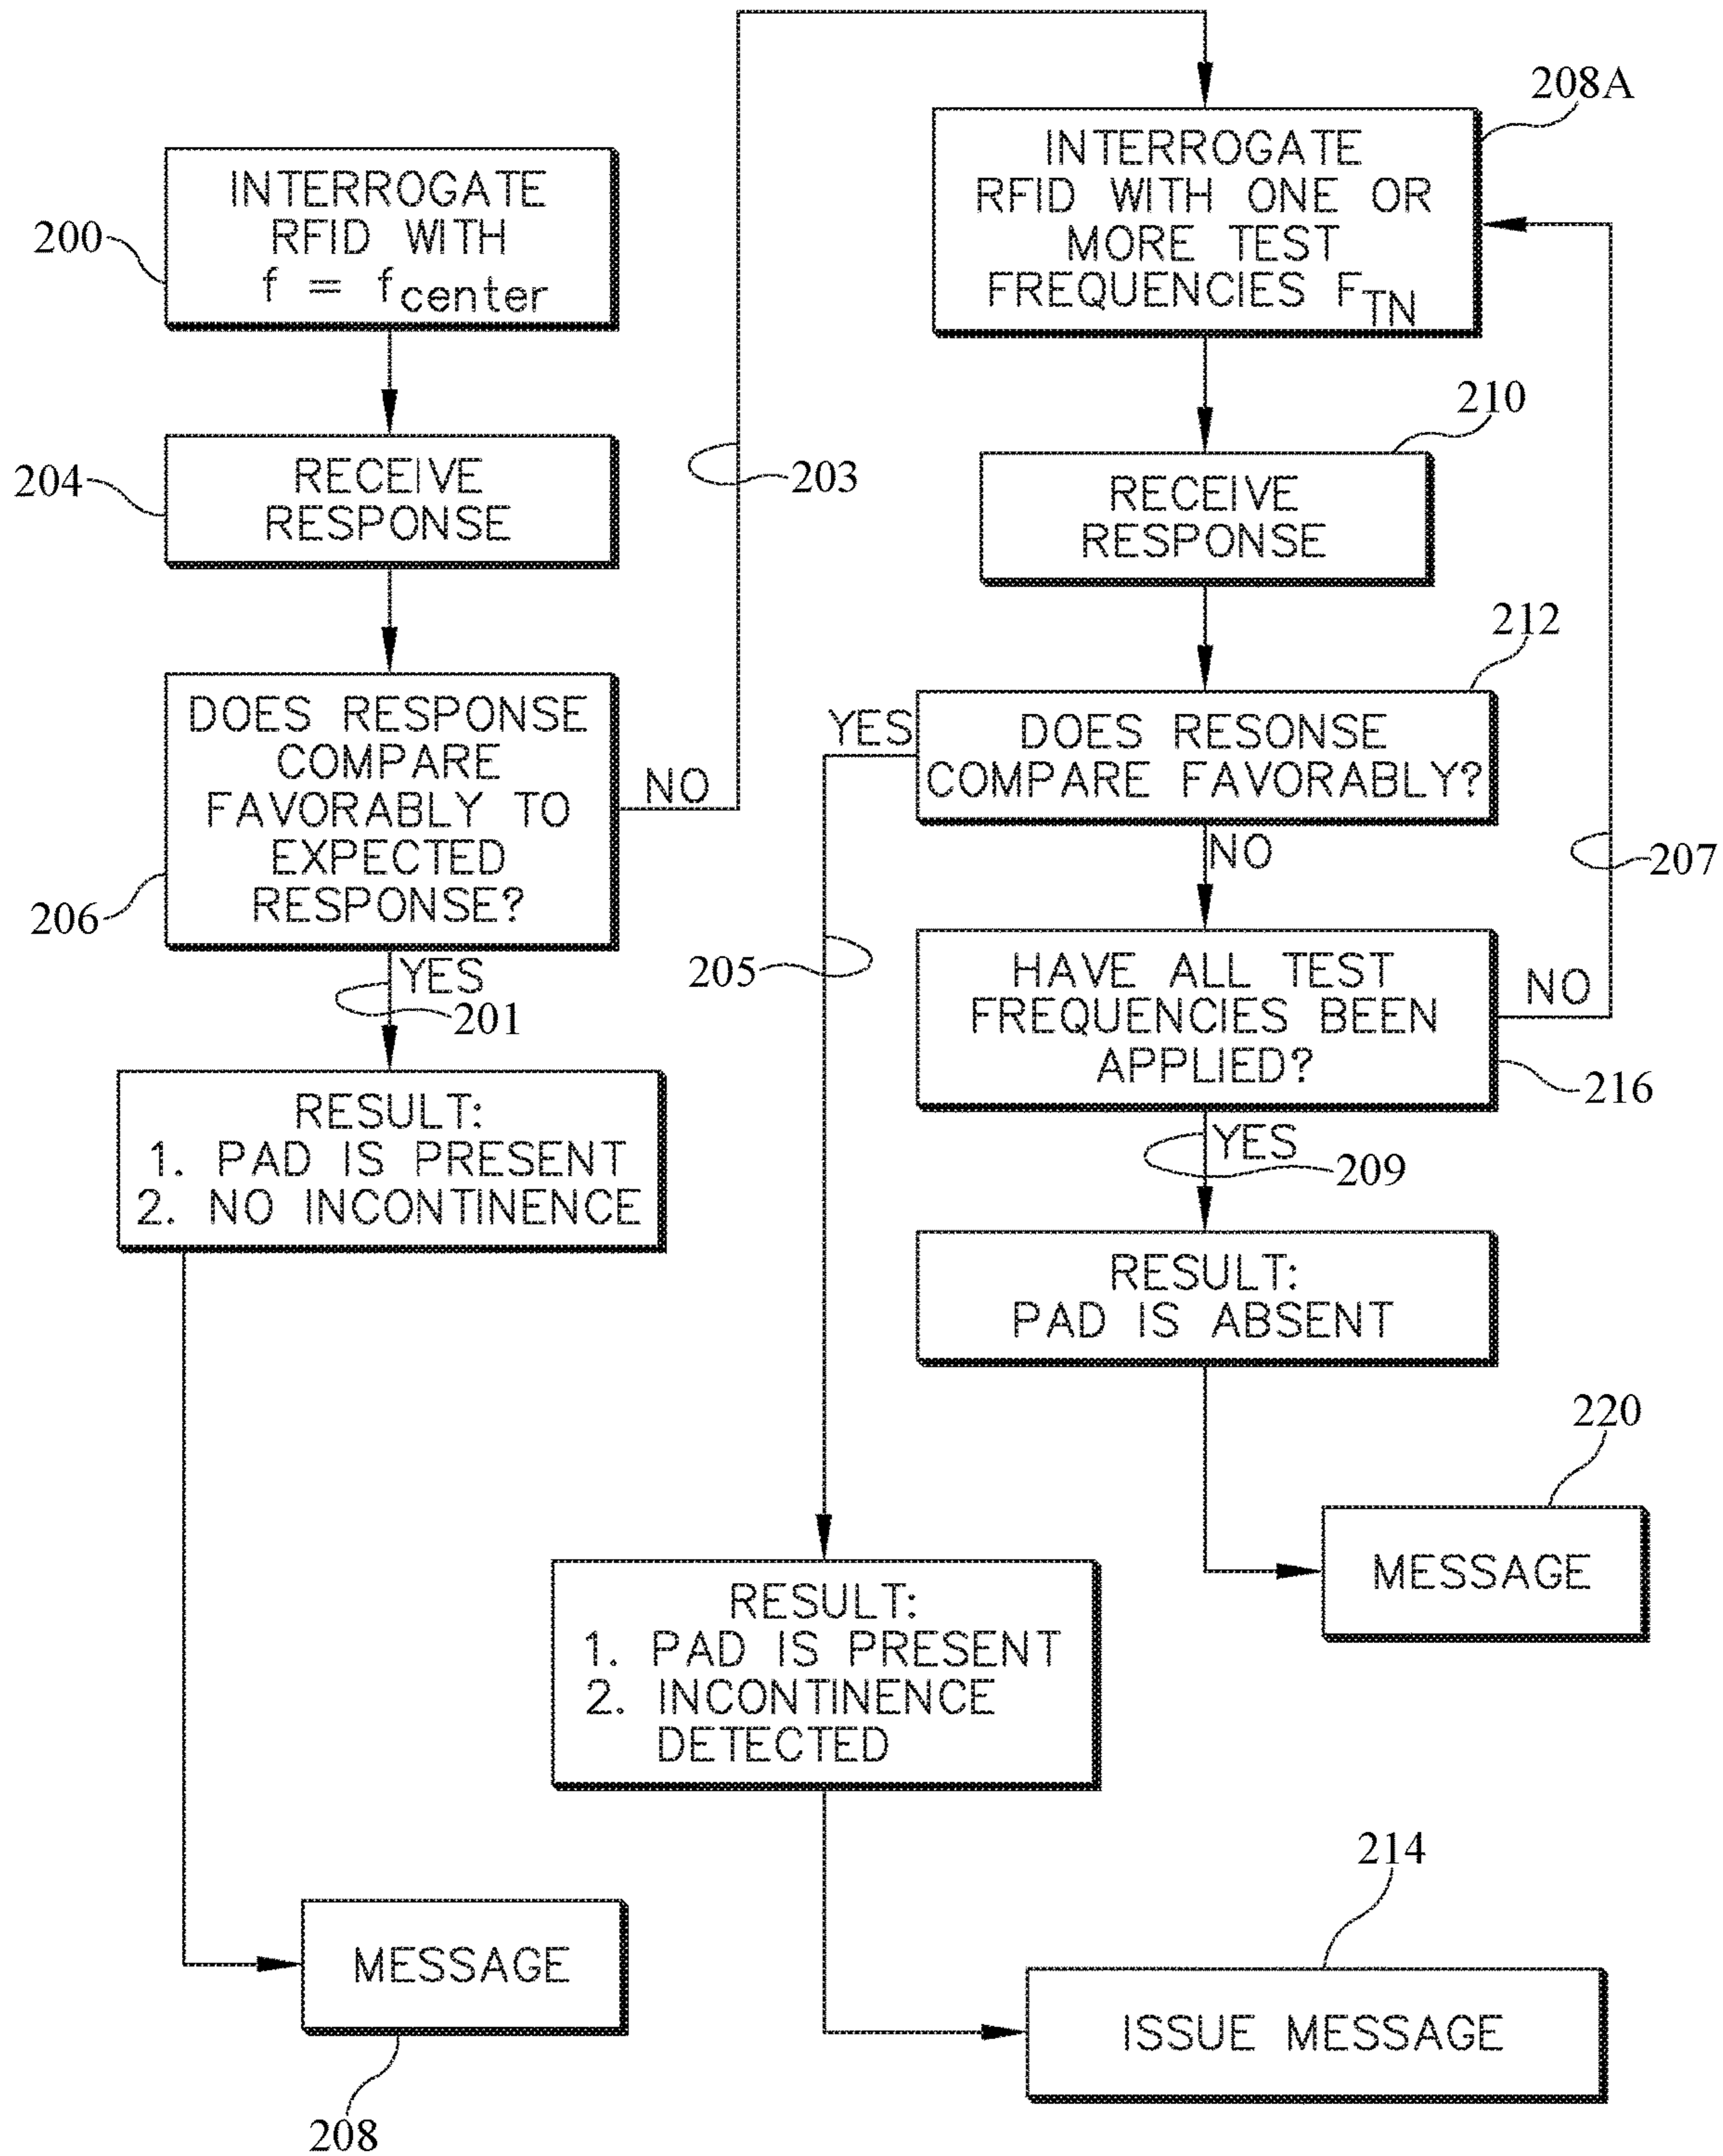 INTERROGATE
RFID WITH
f = fcenter
200
RECEIVE
RESPONSE
204
DOES RESPONSE
COMPARE
FAVORABLY TO
EXPECTED
RESPONSE?
206
NO
203
YES
201
RESULT:
1. PAD IS PRESENT
2. NO INCONTINENCE
MESSAGE
208
208A
INTERROGATE
RFID WITH ONE OR
MORE TEST
FREQUENCIES FTN
210
RECEIVE
RESPONSE
212
DOES RESONSE
COMPARE FAVORABLY?
YES
205
NO
207
HAVE ALL TEST
FREQUENCIES BEEN
APPLIED?
NO
216
YES
209
RESULT:
PAD IS ABSENT
220
MESSAGE
RESULT:
1. PAD IS PRESENT
2. INCONTINENCE
DETECTED
214
ISSUE MESSAGE